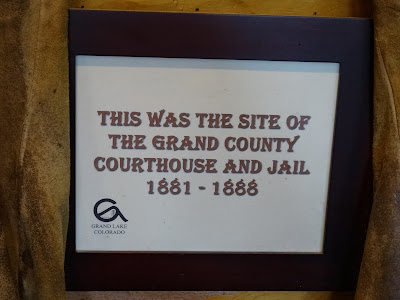 THIS WAS THE SITE OF
THE GRAND COUNTY
COURTHOUSE AND JAIL
1881 - 1888
GRAND LAKE
COLORADO